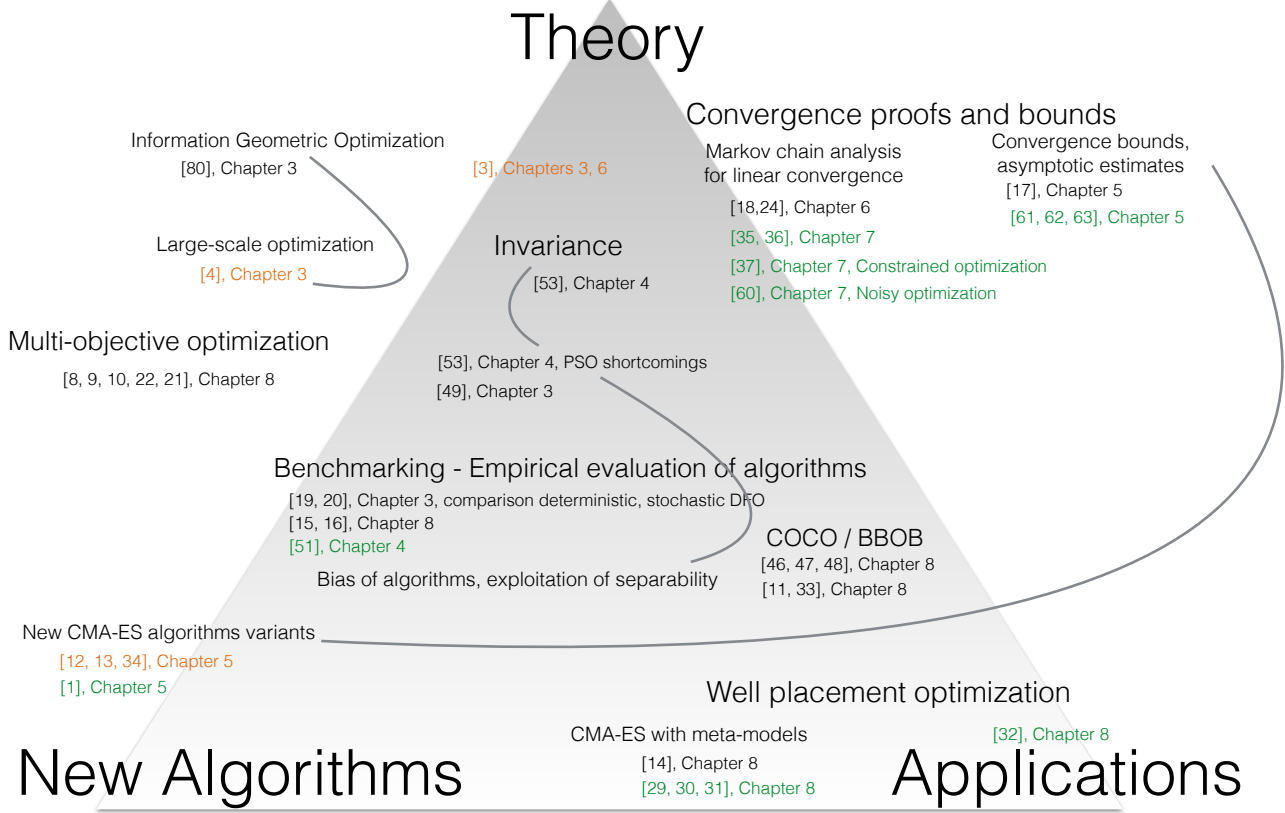 Theory
Convergence proofs and bounds
Information Geometric Optimization
[80], Chapter 3
[3], Chapters 3, 6
Markov chain analysis
for linear convergence
[18,24], Chapter 6
[35, 36], Chapter 7
[37], Chapter 7, Constrained optimization
[60], Chapter 7, Noisy optimization
Convergence bounds,
asymptotic estimates
[17], Chapter 5
[61, 62, 63], Chapter 5
Large-scale optimization
[4], Chapter 3
Invariance
[53], Chapter 4
Multi-objective optimization
[8, 9, 10, 22, 21], Chapter 8
[53], Chapter 4, PSO shortcomings
[49], Chapter 3
Benchmarking - Empirical evaluation of algorithms
[19, 20], Chapter 3, comparison deterministic, stochastic DFO
[15, 16], Chapter 8
[51], Chapter 4
Bias of algorithms, exploitation of separability
COCO / BBOB
[46, 47, 48], Chapter 8
[11, 33], Chapter 8
New CMA-ES algorithms variants
[12, 13, 34], Chapter 5
[1], Chapter 5
Well placement optimization
CMA-ES with meta-models
[14], Chapter 8
[29, 30, 31], Chapter 8
[32], Chapter 8
New Algorithms
Applications